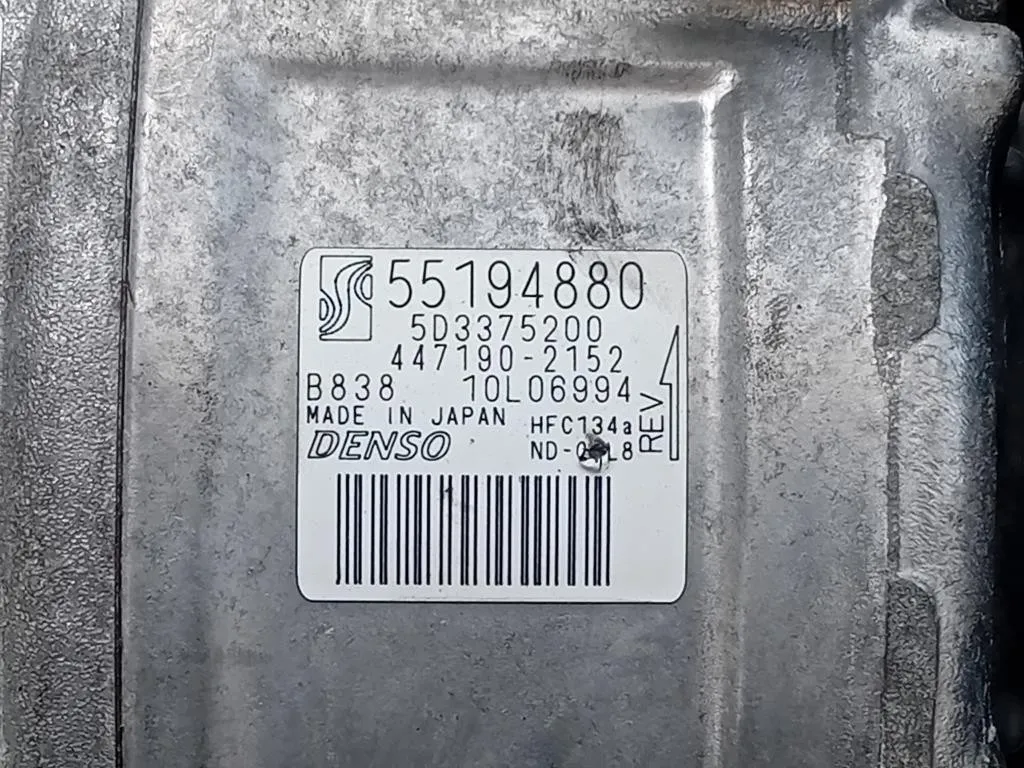 55194880
5D3375200
447190-2152
B838 10L06994
MADE IN JAPAN HFC134a
DENSO
REV